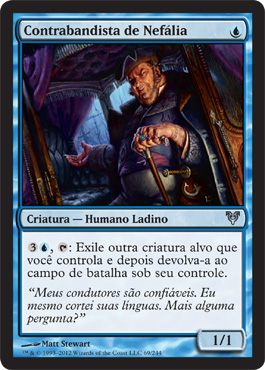 Contrabandista de Nefália
Criatura — Humano Ladino
3, : Exile outra criatura alvo que
você controla e depois devolva-a ao
campo de batalha sob seu controle.
“Meus condutores são confiáveis. Eu
mesmo cortei suas línguas. Mais alguma
pergunta?”
Matt Stewart
1/1
™ & © 1993–2012 Wizards of the Coast LLC 69/244